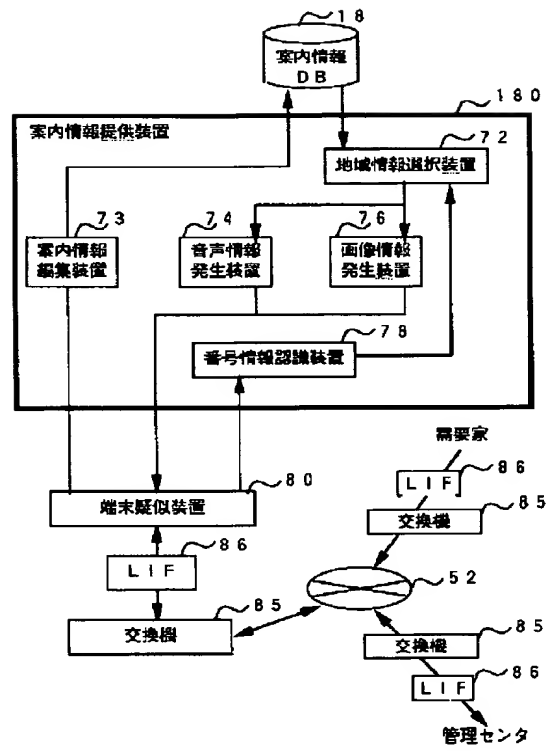 18
案内情報
DB
180
案内情報提供装置
72
地域情報選択装置
73
案内情報
編集装置
74
音声情報
発生装置
76
画像情報
発生装置
78
番号情報認識装置
需要家
80
端末疑似装置
86
LIF
85
交換機
86
LIF
85
交換機
52
85
交換機
86
LIF
管理センタ